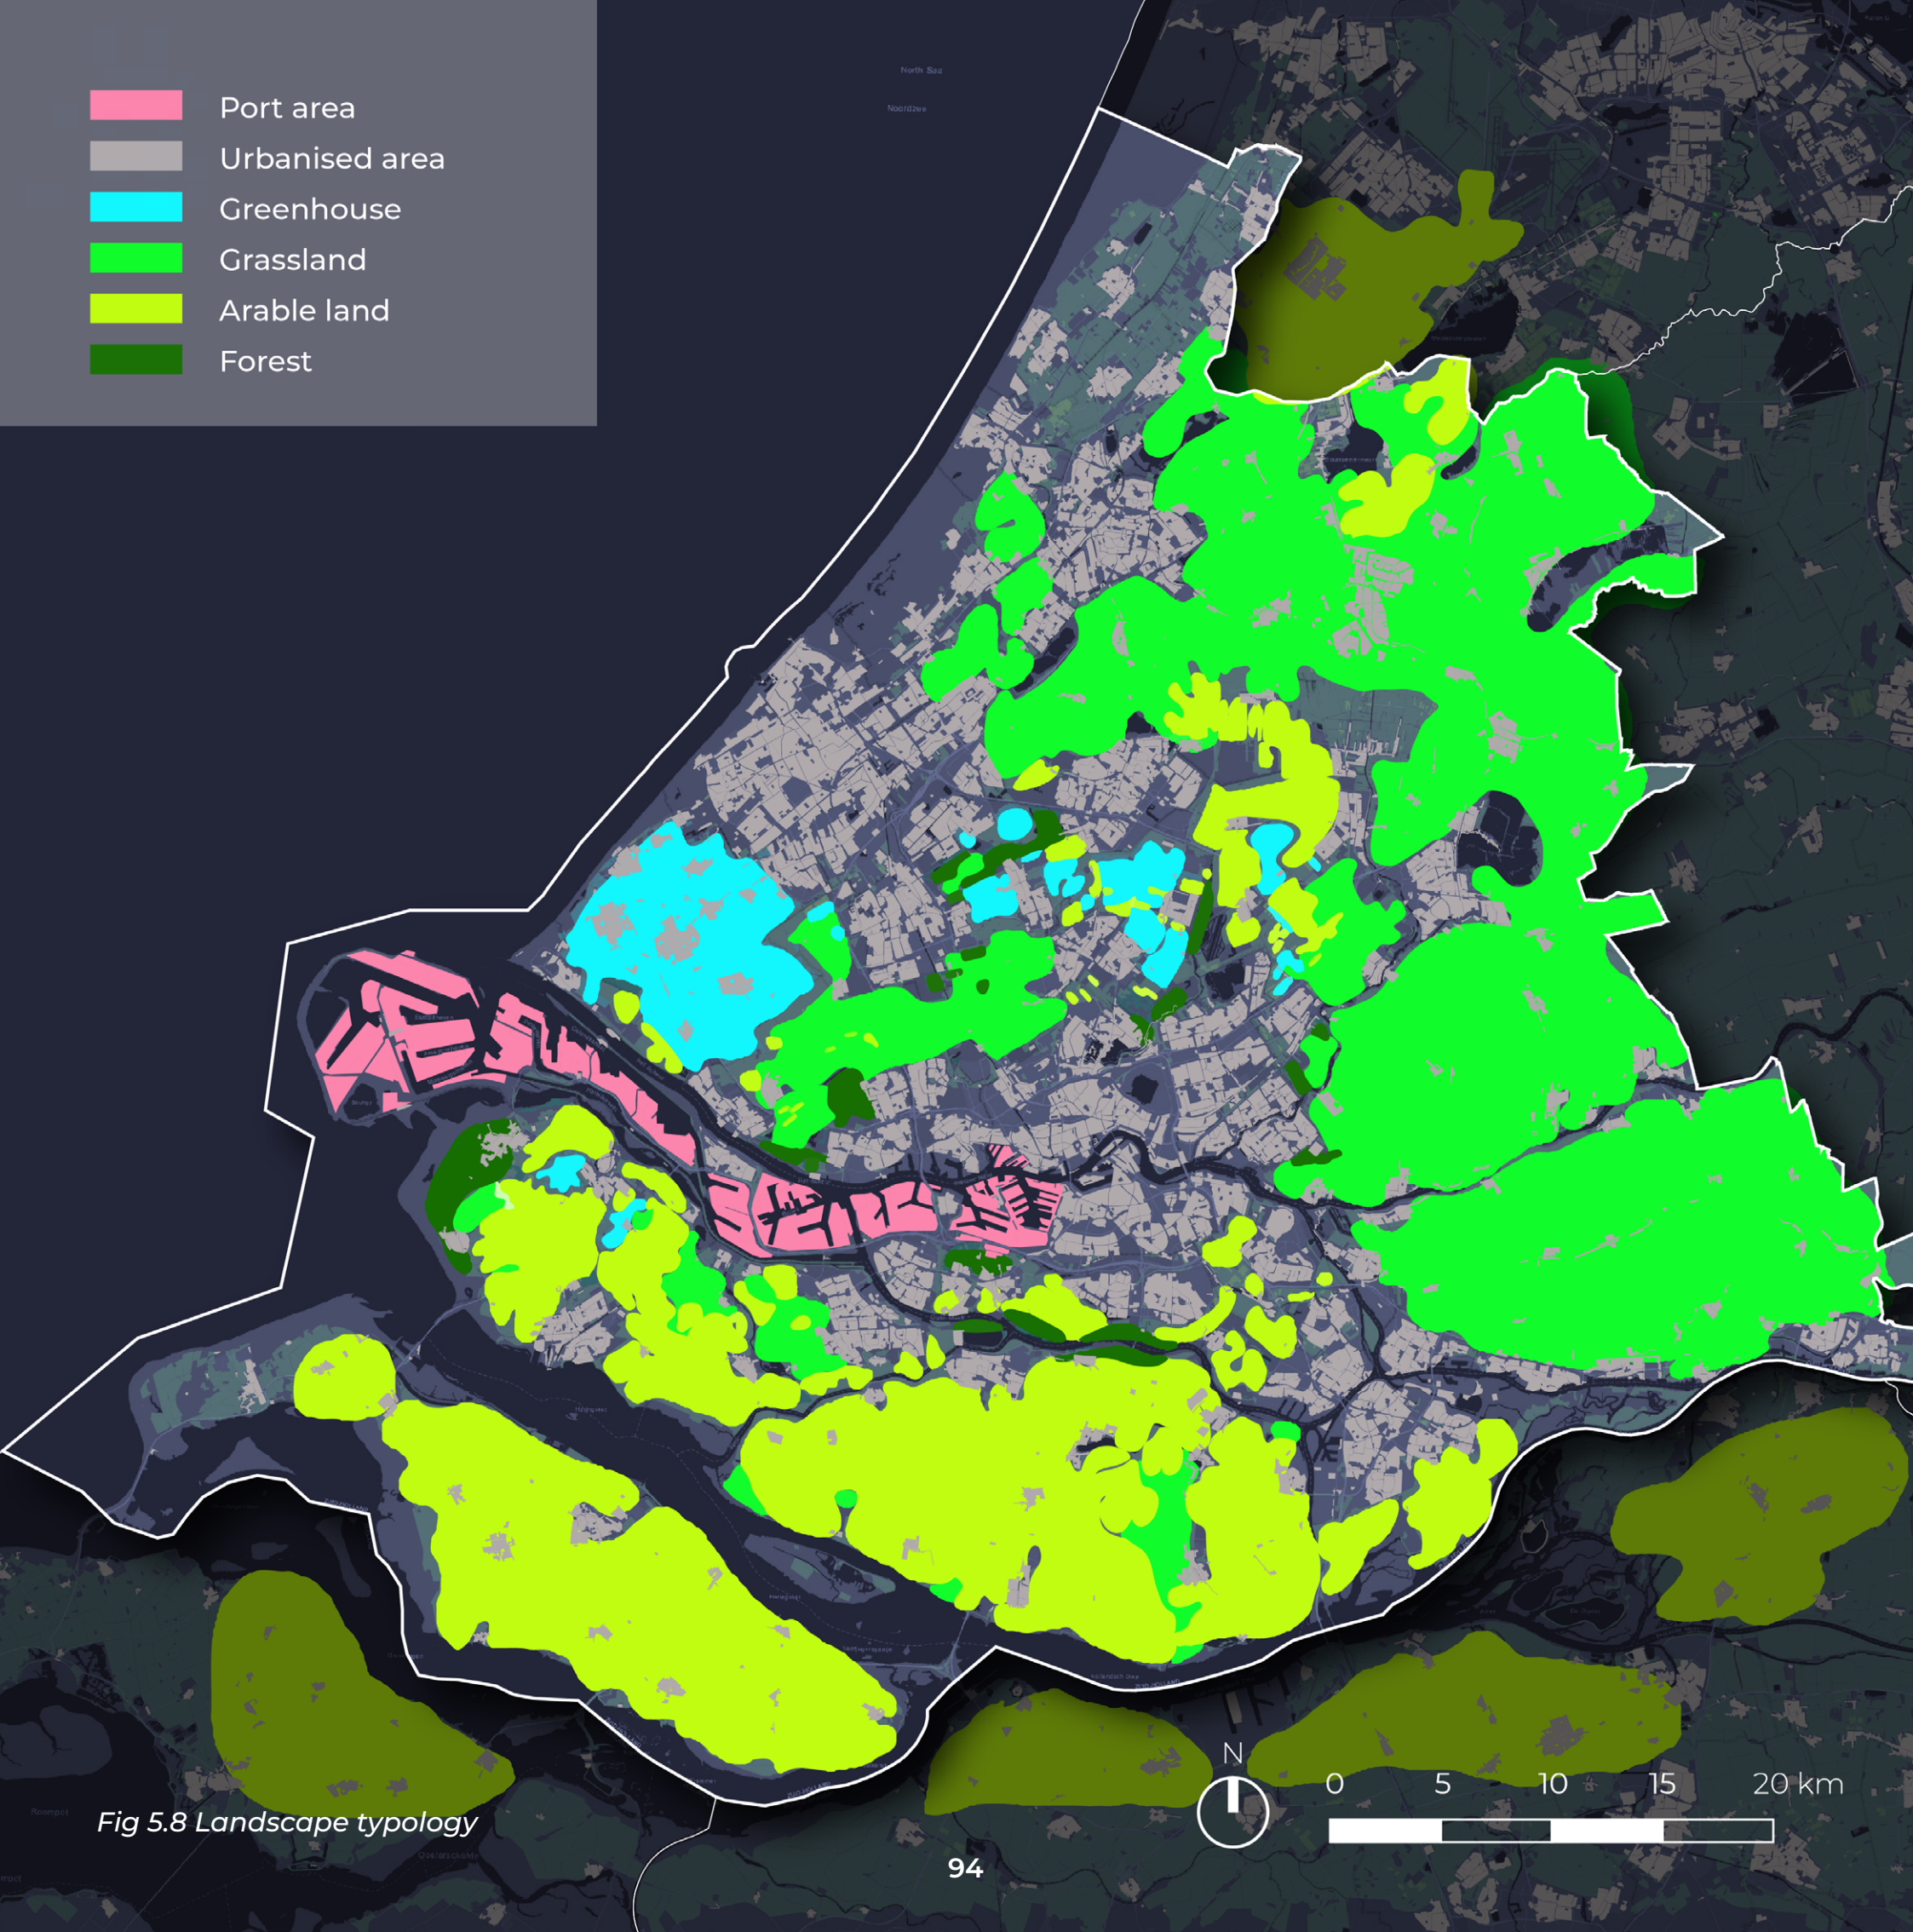 North Sea
Noordzee
Port area
Urbanised area
Greenhouse
Grassland
Arable land
Forest
N
0 5 10 15 20 km
Fig 5.8 Landscape typology
94